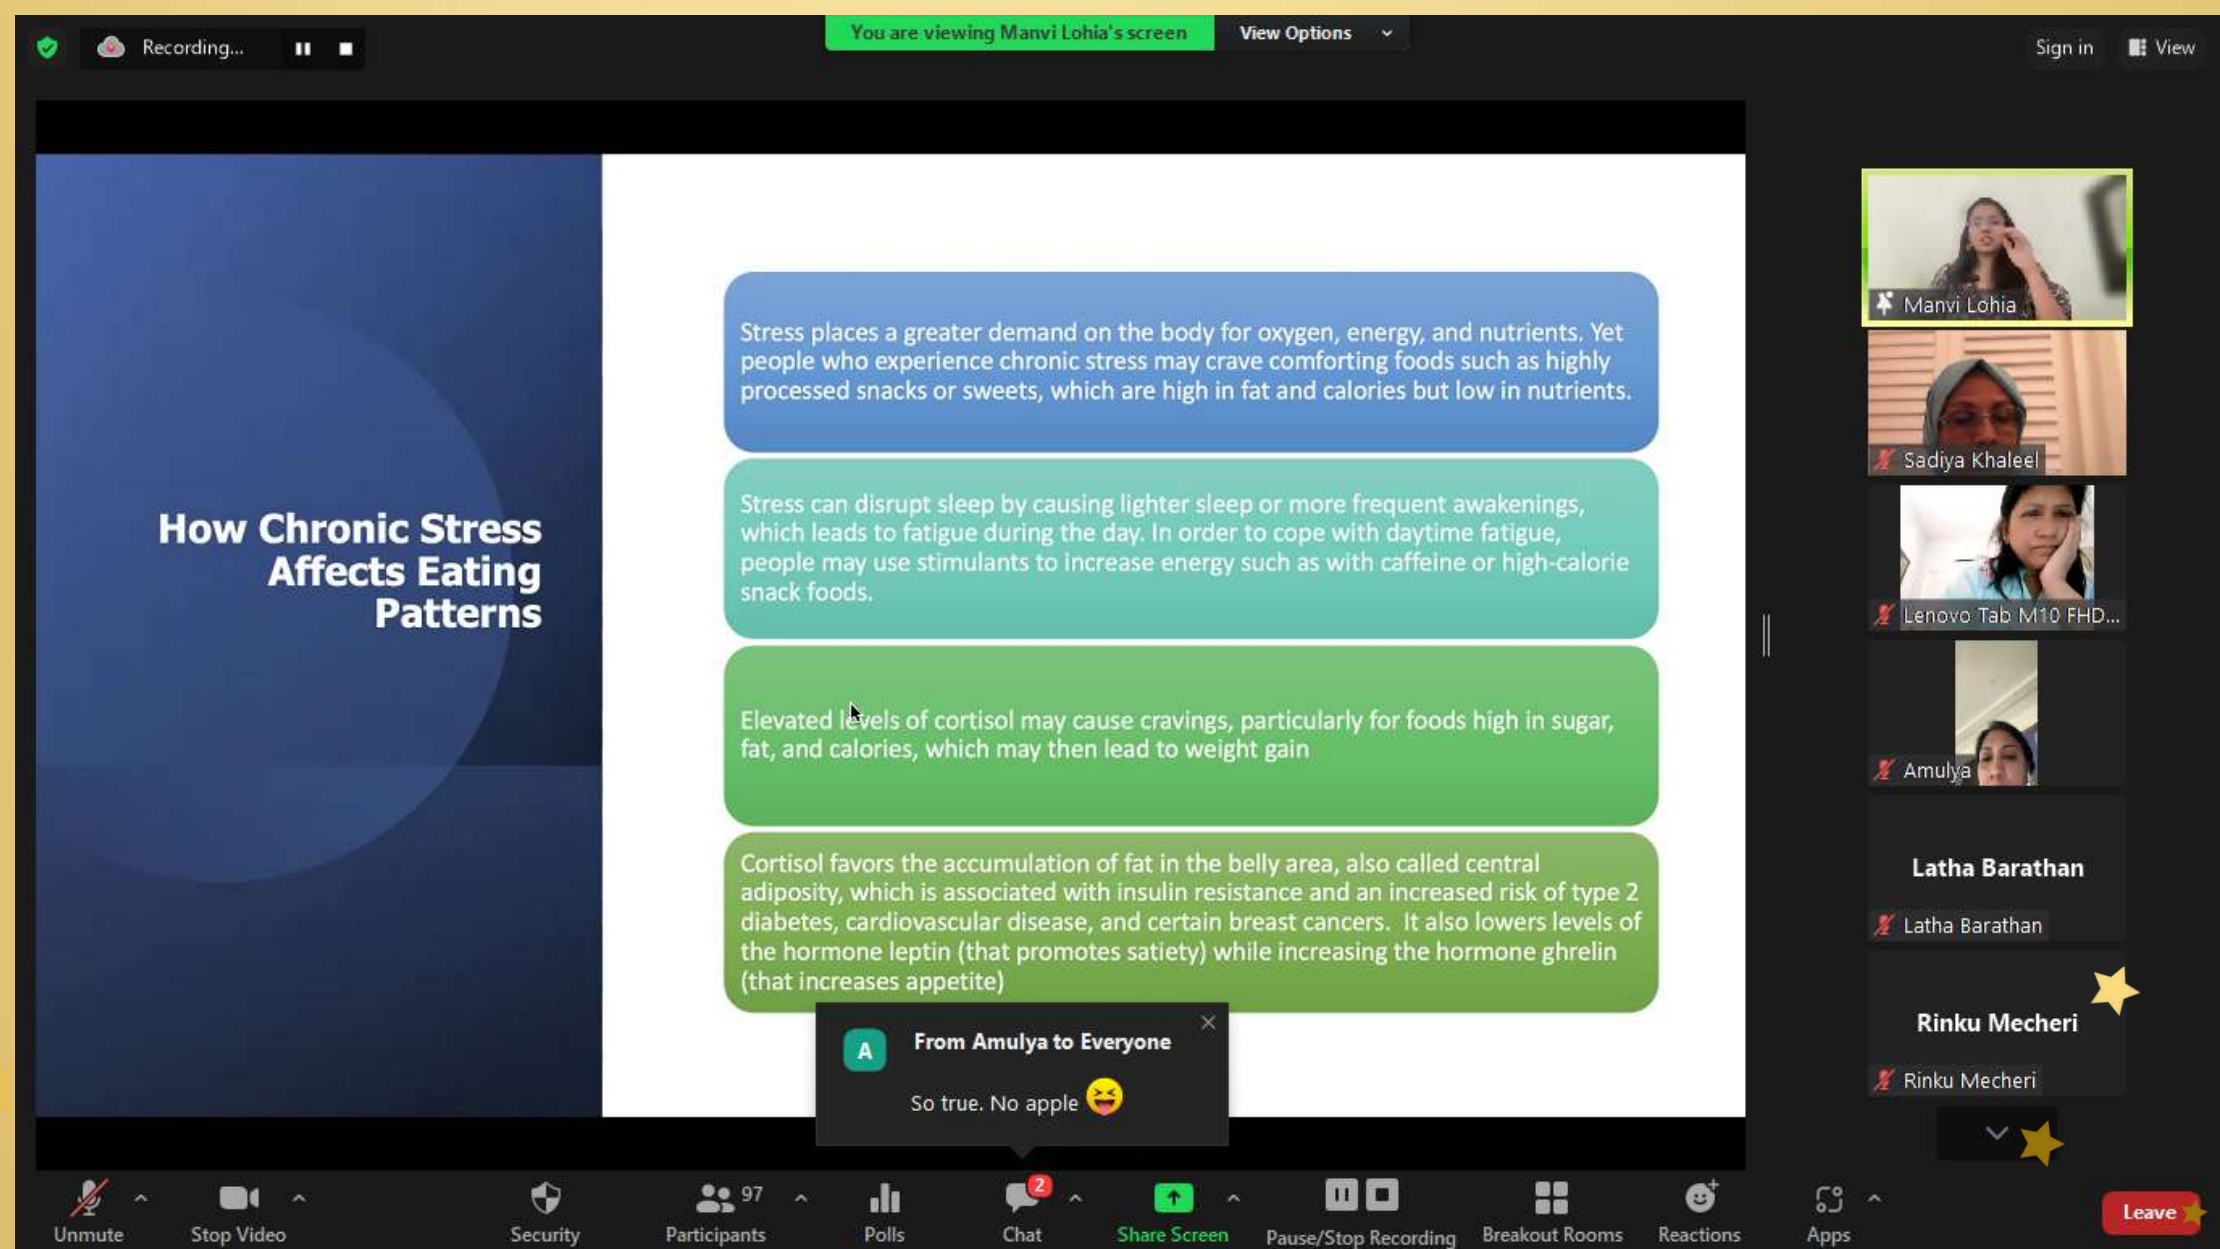 Recording...
You are viewing Manvi Lohia's screen
View Options
Sign in
View
How Chronic Stress
Affects Eating
Patterns
Stress places a greater demand on the body for oxygen, energy, and nutrients. Yet
people who experience chronic stress may crave comforting foods such as highly
processed snacks or sweets, which are high in fat and calories but low in nutrients.
Stress can disrupt sleep by causing lighter sleep or more frequent awakenings,
which leads to fatigue during the day. In order to cope with daytime fatigue,
people may use stimulants to increase energy such as with caffeine or high-calorie
snack foods.
Elevated levels of cortisol may cause cravings, particularly for foods high in sugar,
fat, and calories, which may then lead to weight gain
Cortisol favors the accumulation of fat in the belly area, also called central
adiposity, which is associated with insulin resistance and an increased risk of type 2
diabetes, cardiovascular disease, and certain breast cancers.  It also lowers levels of
the hormone leptin (that promotes satiety) while increasing the hormone ghrelin
(that increases appetite)
A
From Amulya to Everyone
So true. No apple 😝
Manvi Lohia
Sadiya Khaleel
Lenovo Tab M10 FHD...
Amulya
Latha Barathan
Latha Barathan
Rinku Mecheri
Rinku Mecheri
Unmute
Stop Video
Security
97
Participants
Polls
2
Chat
Share Screen
Pause/Stop Recording
Breakout Rooms
Reactions
Apps
Leave